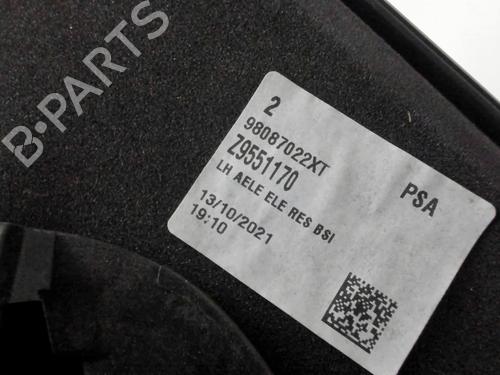 B-PARTS
2
98087022XT
Z9551170
PSA
LH AELE ELE RES BSI
13/10/2021
19:10